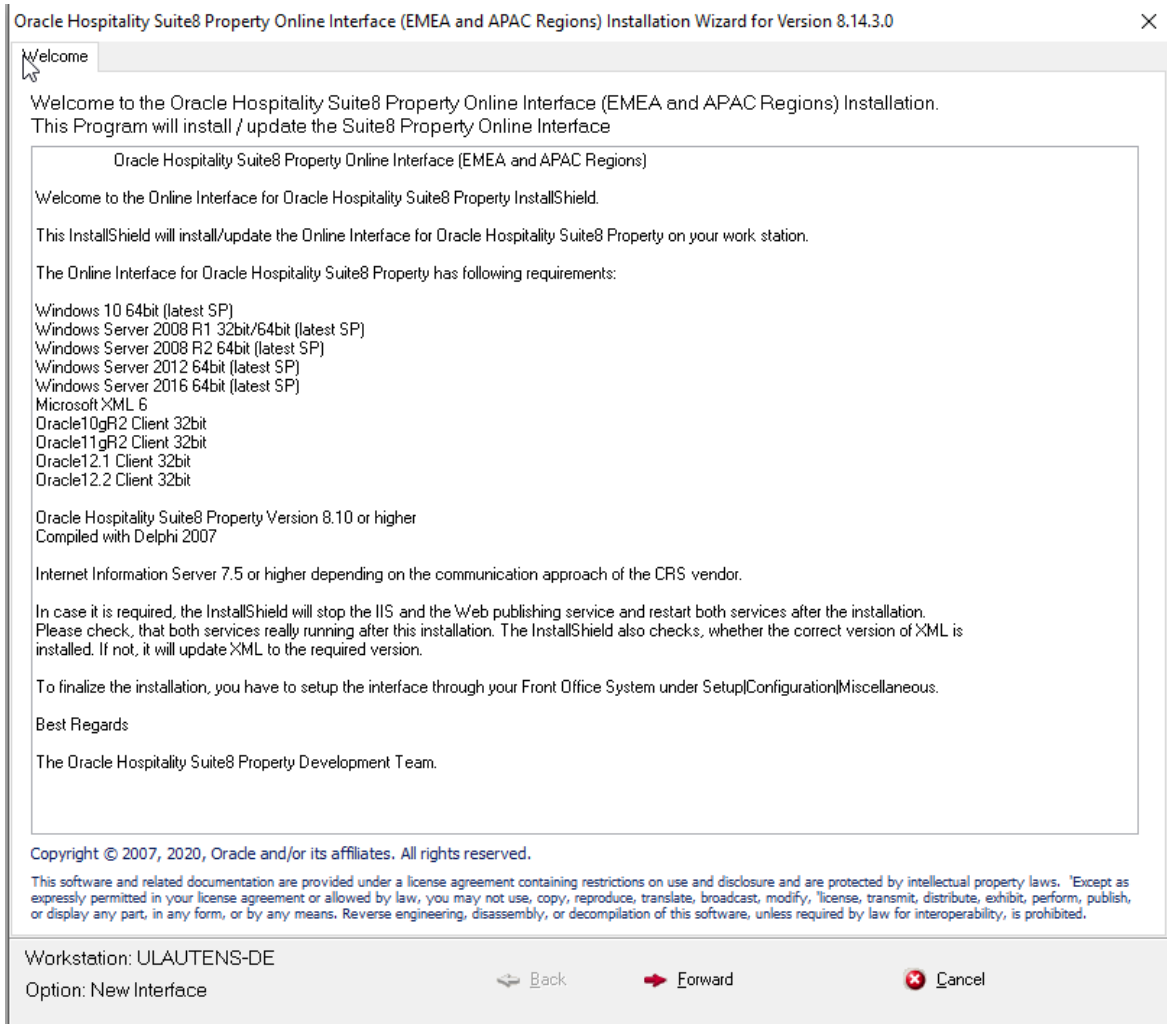 Oracle Hospitality Suite8 Property Online Interface (EMEA and APAC Regions) Installation Wizard for Version 8.14.3.0
Welcome
Welcome to the Oracle Hospitality Suite8 Property Online Interface (EMEA and APAC Regions) Installation.
This Program will install / update the Suite8 Property Online Interface
Oracle Hospitality Suite8 Property Online Interface (EMEA and APAC Regions)
Welcome to the Online Interface for Oracle Hospitality Suite8 Property InstallShield.
This InstallShield will install/update the Online Interface for Oracle Hospitality Suite8 Property on your work station.
The Online Interface for Oracle Hospitality Suite8 Property has following requirements:
Windows 10 64bit (latest SP)
Windows Server 2008 R1 32bit/64bit (latest SP)
Windows Server 2008 R2 64bit (latest SP)
Windows Server 2012 64bit (latest SP)
Windows Server 2016 64bit (latest SP)
Microsoft XML 6
Oracle10gR2 Client 32bit
Oracle11gR2 Client 32bit
Oracle12.1 Client 32bit
Oracle12.2 Client 32bit
Oracle Hospitality Suite8 Property Version 8.10 or higher
Compiled with Delphi 2007
Internet Information Server 7.5 or higher depending on the communication approach of the CRS vendor.
In case it is required, the InstallShield will stop the IIS and the Web publishing service and restart both services after the installation.
Please check, that both services really running after this installation. The InstallShield also checks, whether the correct version of XML is
installed. If not, it will update XML to the required version.
To finalize the installation, you have to setup the interface through your Front Office System under Setup|Configuration|Miscellaneous.
Best Regards
The Oracle Hospitality Suite8 Property Development Team.
Copyright © 2007, 2020, Oracle and/or its affiliates. All rights reserved.
This software and related documentation are provided under a license agreement containing restrictions on use and disclosure and are protected by intellectual property laws. 'Except as
expressly permitted in your license agreement or allowed by law, you may not use, copy, reproduce, translate, broadcast, modify, 'license, transmit, distribute, exhibit, perform, publish,
or display any part, in any form, or by any means. Reverse engineering, disassembly, or decompilation of this software, unless required by law for interoperability, is prohibited.
Workstation: ULAUTENS-DE
Option: New Interface
Back Forward Cancel